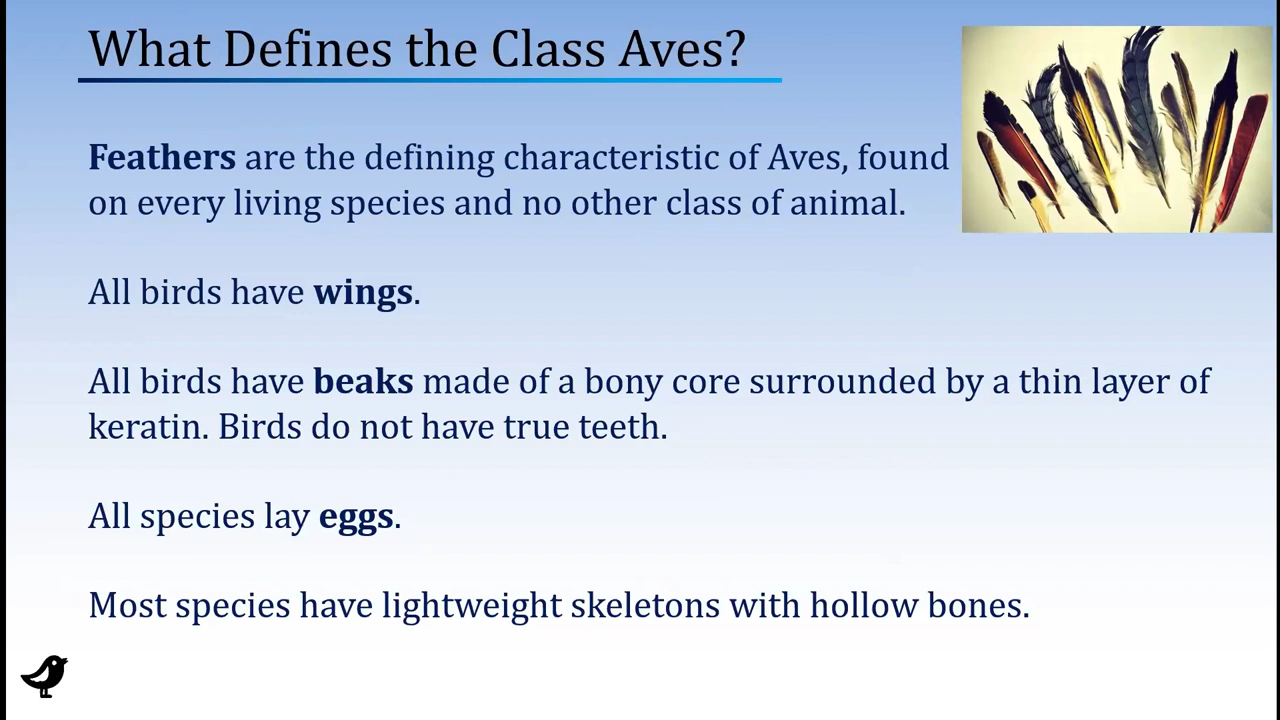 What Defines the Class Aves?
Feathers are the defining characteristic of Aves, found
on every living species and no other class of animal.
All birds have wings.
All birds have beaks made of a bony core surrounded by a thin layer of
keratin. Birds do not have true teeth.
All species lay eggs.
Most species have lightweight skeletons with hollow bones.